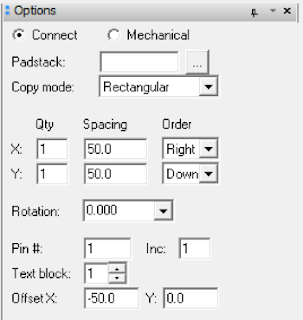 Options
Connect Mechanical
Padstack: ...
Copy mode: Rectangular
Qty Spacing Order
X: 1 50.0 Right
Y: 1 50.0 Down
Rotation: 0.000
Pin #: 1 Inc: 1
Text block: 1
Offset X: -50.0 Y: 0.0